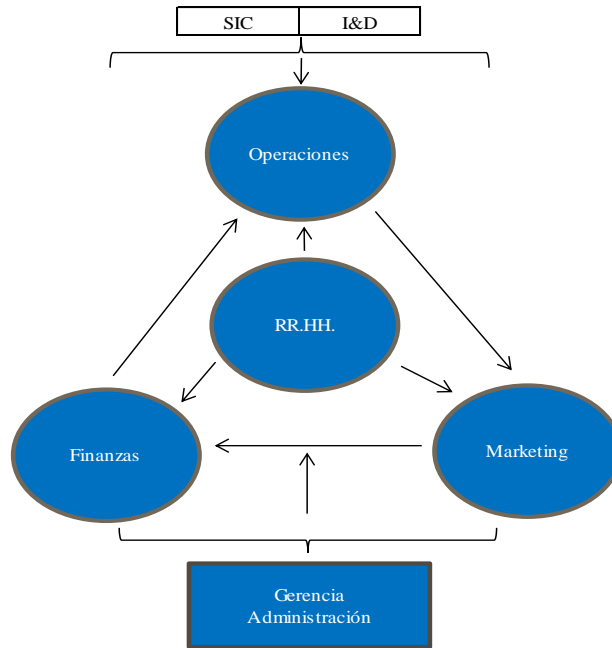 SIC I&D
Operaciones
RR.HH.
Finanzas
Marketing
Gerencia
Administración